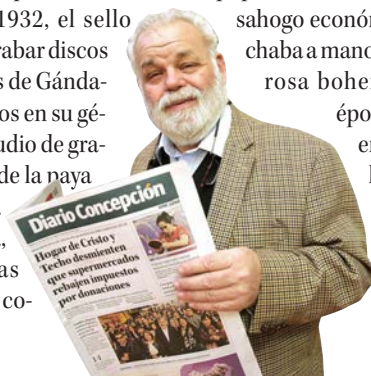 1932, el sello
rabar discos
s de Gánda-
os en su gé-
udio de gra-
de la paya
as
co-
sahogo económ
chaba a mano
rosa bohem
épo
Diario Concepción
Hogar de Cristo y
Techo desmienten
que supermercados
rebajen impuestos
por donaciones